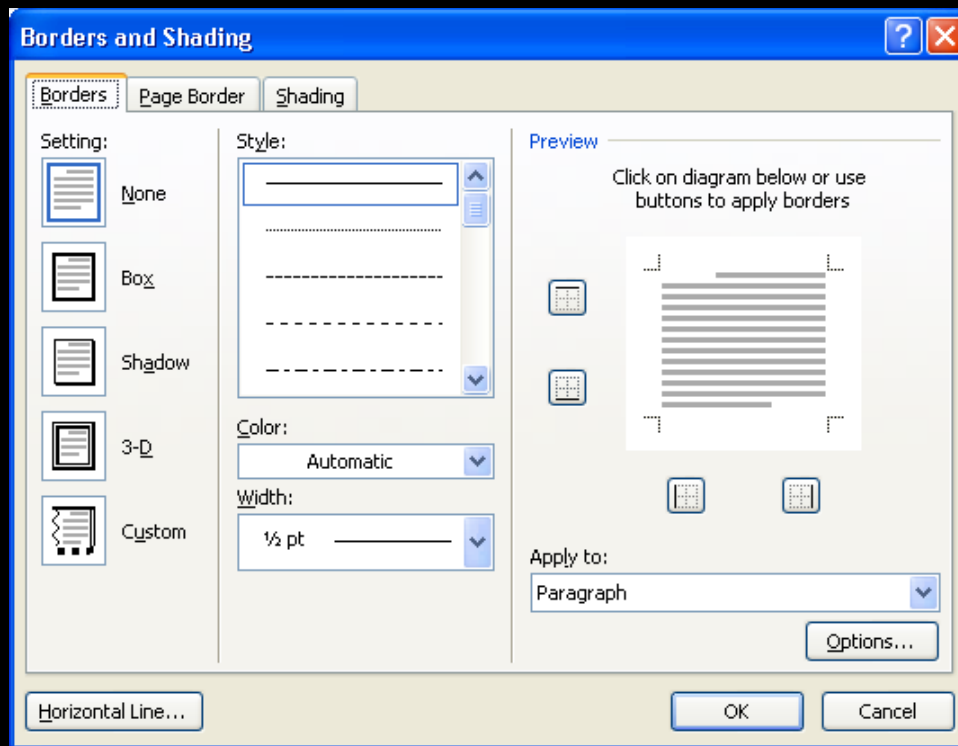 Borders and Shading
Borders
Page Border
Shading
Setting:
None
Box
Shadow
3-D
Custom
Style:
Color:
Automatic
Width:
½ pt
Preview
Click on diagram below or use
buttons to apply borders
Apply to:
Paragraph
Options...
Horizontal Line...
OK
Cancel